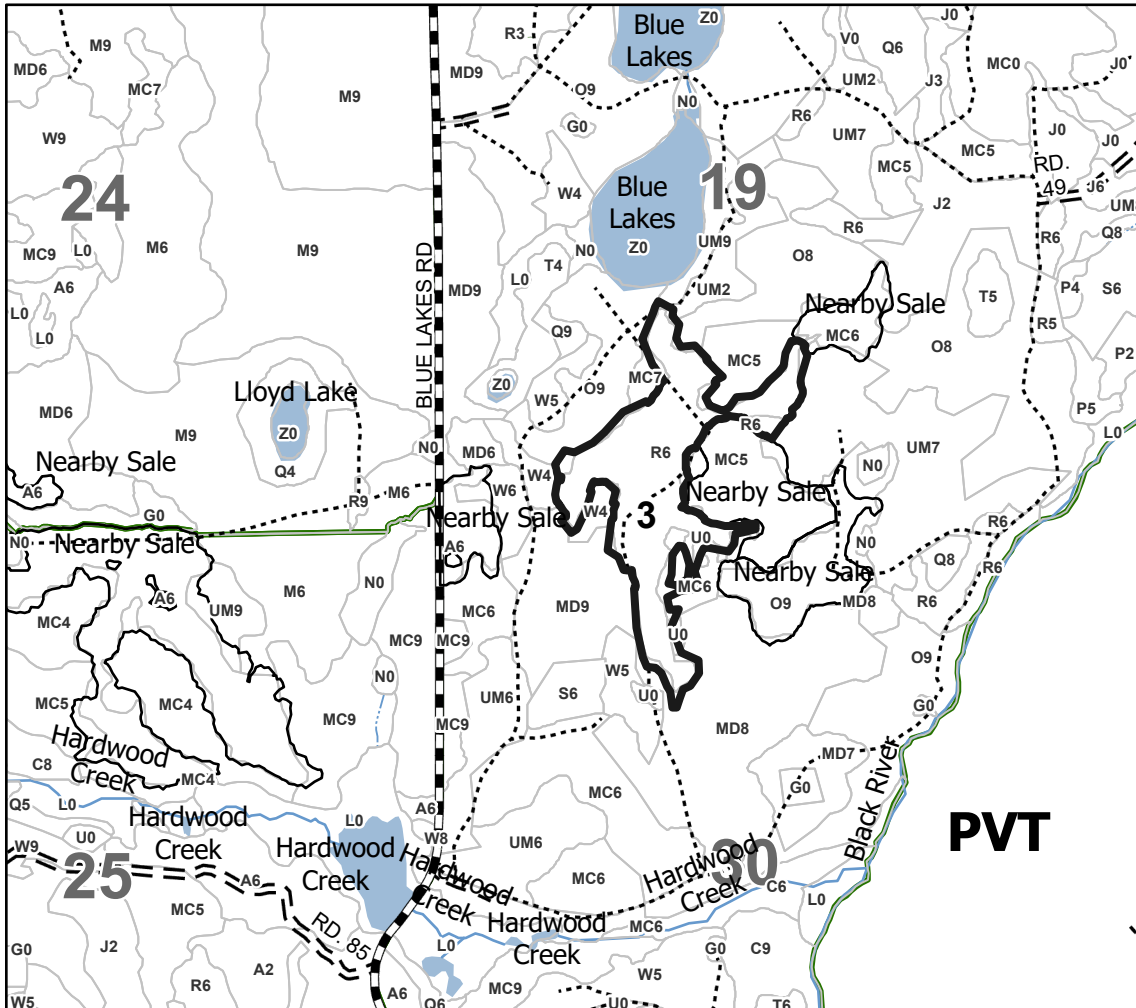 Blue
Lakes
Z0
J0
M9
R3
V0
Q6
MD6
MC7
MD9
UM2
J3
MC0
J0
M9
O9
N0
G0
R6
W9
UM7
J0
J0
MC5
MC5
RD.
49
24
Blue
Lakes
19
W4
J6
J2
UM
MC9
L0
M6
M9
N0
Z0
UM9
R6
R6
Q8
BLUE LAKES RD
MD9
T4
O8
A6
L0
UM2
T5
P4
S6
L0
L0
Nearby Sale
MC6
R5
Q9
O8
MC5
P2
MC7
Lloyd Lake
Z0
W5
O9
MD6
P5
M9
Z0
R6
L0
N0
MD6
R6
UM7
Nearby Sale
Q4
W4
MC5
N0
A6
R9
M6
W6
Nearby Sale
G0
Nearby Sale
W4
3
R6
N0
Nearby Sale
A6
U0
N0
Q8
R6
Nearby Sale
A6
M6
N0
MC6
MC6
MD9
O9
MD8
R6
MC4
UM9
MC9
MC9
U0
O9
N0
W5
MC5
MC4
UM6
S6
U0
MC9
MC9
G0
MD8
MD7
Hardwood
Creek
C8
MC4
MC6
G0
Black River
Q5
L0
Hardwood
Creek
L0
A6
PVT
U0
W8
UM6
W9
Hardwood
Creek
Hardwood
Creek
Hardwood
Creek
30
25
A6
MC6
C6
L0
MC5
RD. 85
Hardwood
Creek
MC6
G0
J2
L0
G0
C9
R6
A2
W5
MC9
W5
A6
Q6
U0
T6